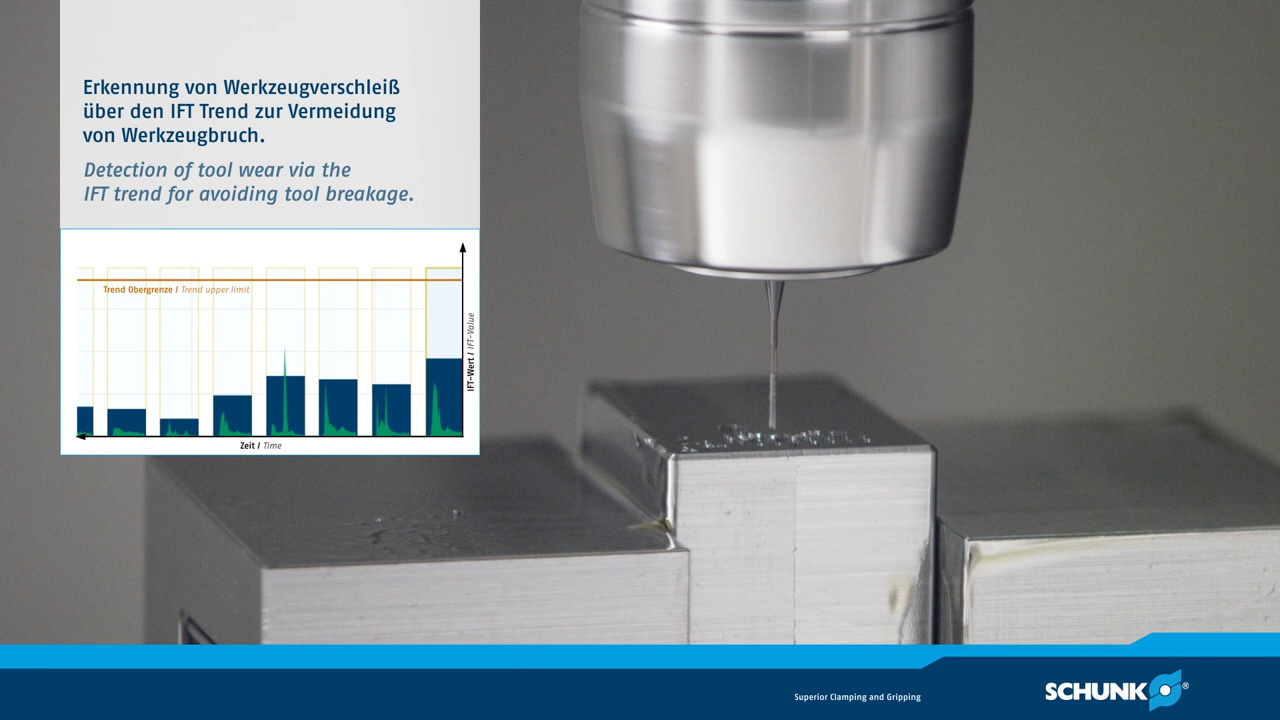 Erkennung von Werkzeugverschleiß
über den IFT Trend zur Vermeidung
von Werkzeugbruch.
Detection of tool wear via the
IFT trend for avoiding tool breakage.
Trend Obergrenze / Trend upper limit
IFT-Wert / IFT-Value
Zeit / Time
Superior Clamping and Gripping
SCHUNK ®